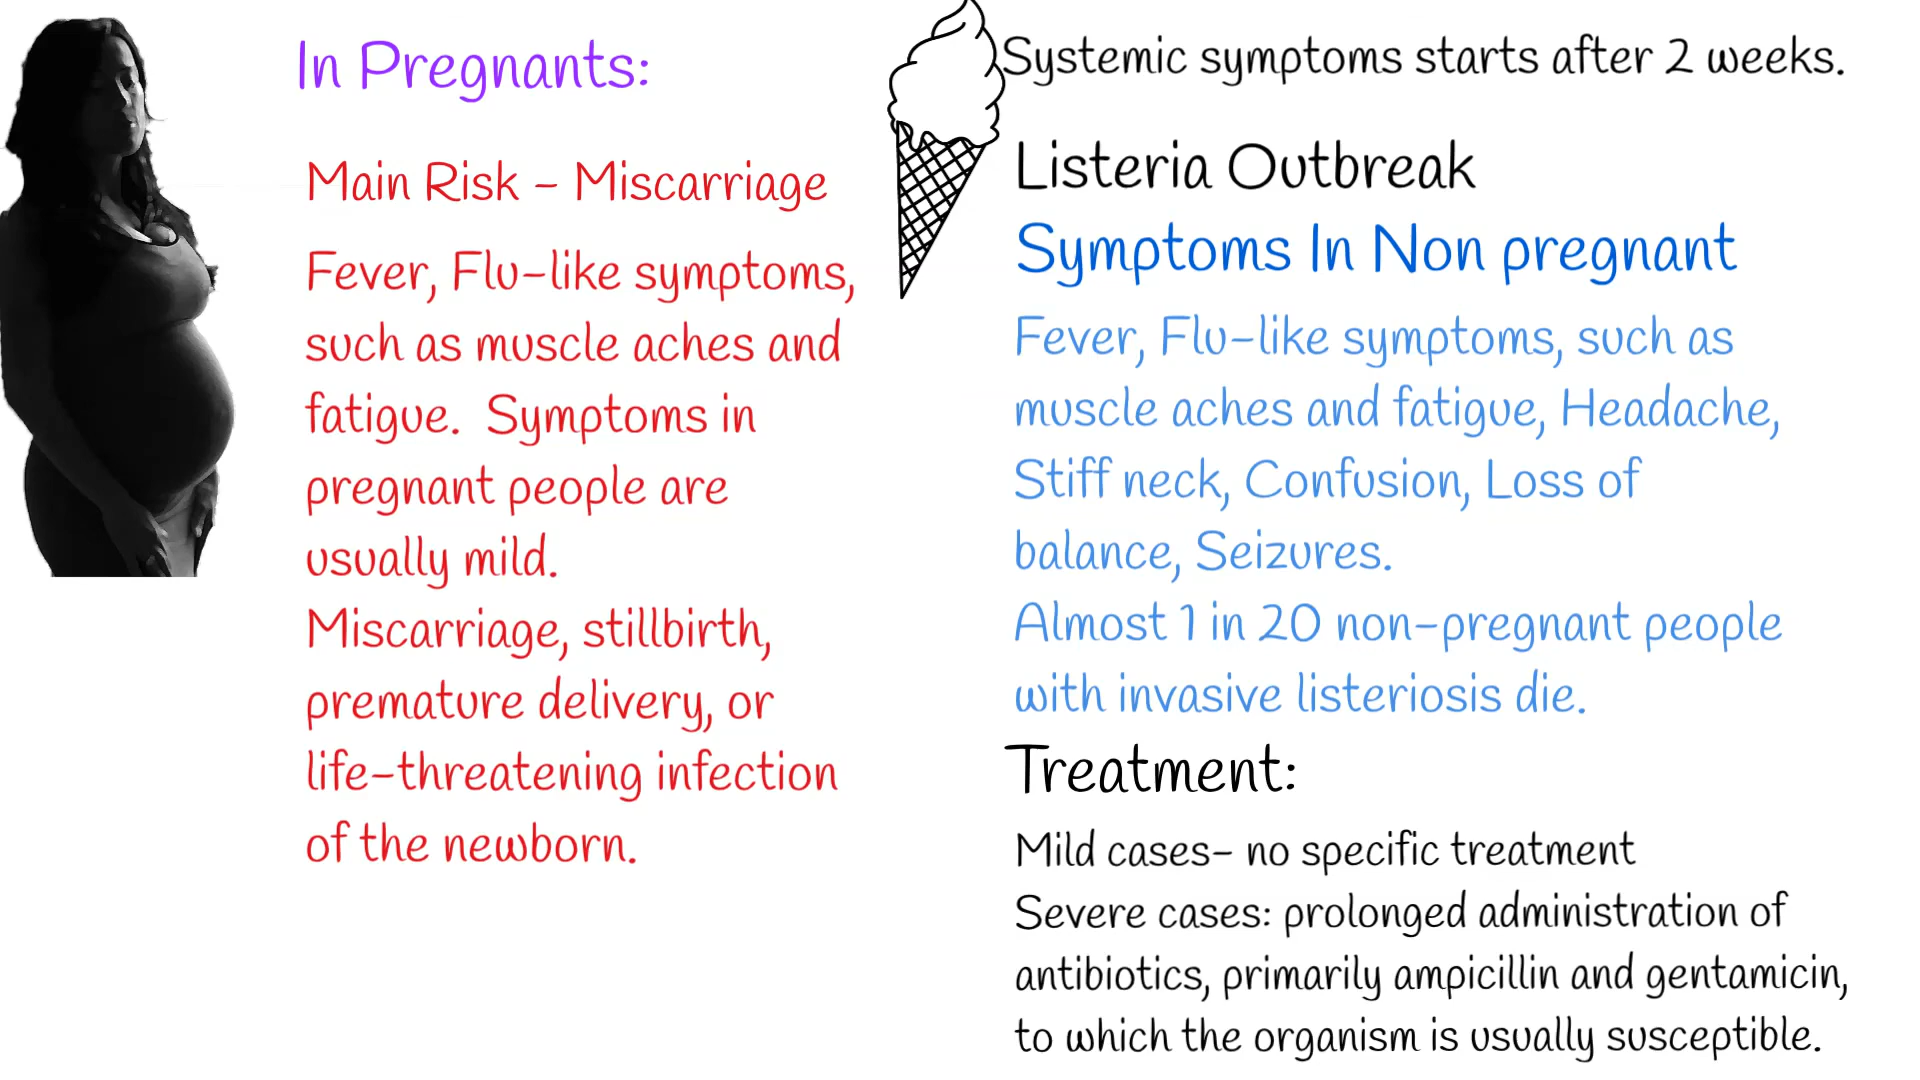 In Pregnants:
Main Risk - Miscarriage
Fever, Flu-like symptoms,
such as muscle aches and
fatigue.  Symptoms in
pregnant people are
usually mild.
Miscarriage, stillbirth,
premature delivery, or
life-threatening infection
of the newborn.
Systemic symptoms starts after 2 weeks.
Listeria Outbreak
Symptoms In Non pregnant
Fever, Flu-like symptoms, such as
muscle aches and fatigue, Headache,
Stiff neck, Confusion, Loss of
balance, Seizures.
Almost 1 in 20 non-pregnant people
with invasive listeriosis die.
Treatment:
Mild cases- no specific treatment
Severe cases: prolonged administration of
antibiotics, primarily ampicillin and gentamicin,
to which the organism is usually susceptible.